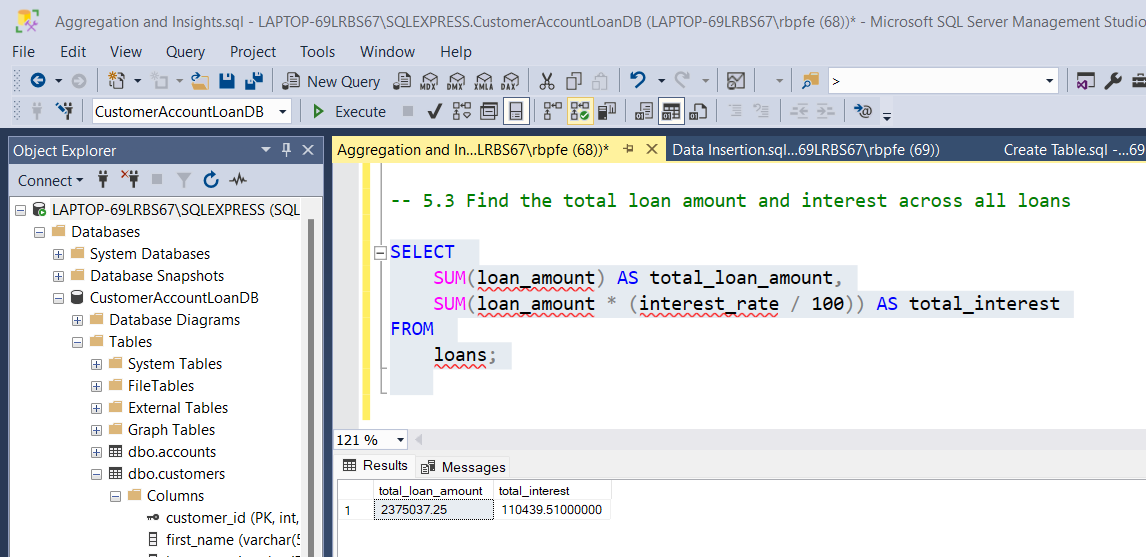 Aggregation and Insights.sql - LAPTOP-69LRBS67\SQLEXPRESS.CustomerAccountLoanDB (LAPTOP-69LRBS67\rbpfe (68))* - Microsoft SQL Server Management Studio
File Edit View Query Project Tools Window Help
New Query MDX DMX XMLA DAX >
CustomerAccountLoanDB Execute
Object Explorer
Aggregation and In...LRBS67\rbpfe (68))* Data Insertion.sql...69LRBS67\rbpfe (69)) Create Table.sql -...69
Connect
LAPTOP-69LRBS67\SQLEXPRESS (SQL
Databases
System Databases
Database Snapshots
CustomerAccountLoanDB
Database Diagrams
Tables
System Tables
FileTables
External Tables
Graph Tables
dbo.accounts
dbo.customers
Columns
customer_id (PK, int,
first_name (varchar(5
-- 5.3 Find the total loan amount and interest across all loans
SELECT
SUM(loan_amount) AS total_loan_amount,
SUM(loan_amount * (interest_rate / 100)) AS total_interest
FROM
loans;
121 %
Results Messages
total_loan_amount total_interest
1 2375037.25 110439.51000000